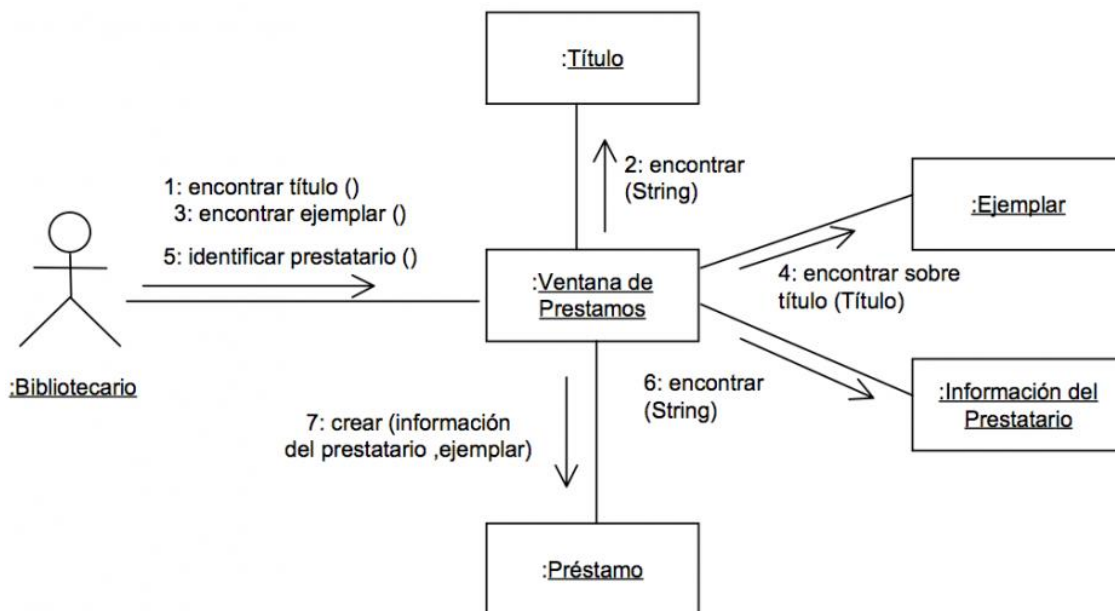 :Título
1: encontrar título ()
3: encontrar ejemplar ()
5: identificar prestatario ()
2: encontrar
(String)
:Ejemplar
:Ventana de
Prestamos
4: encontrar sobre
título (Título)
:Bibliotecario
6: encontrar
(String)
:Información del
Prestatario
7: crear (información
del prestatario ,ejemplar)
:Préstamo